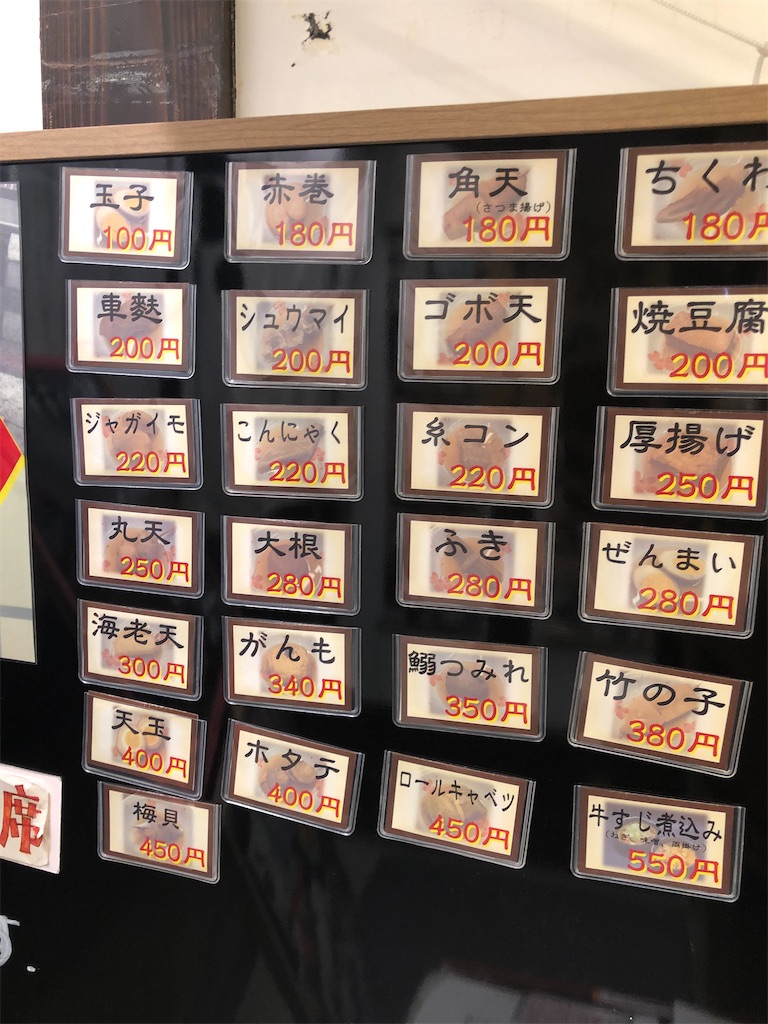 玉子
100円
赤巻
180円
角天
(さつま揚げ)
180円
ちくわ
180円
車麩
200円
シュウマイ
200円
ゴボ天
200円
焼豆腐
200円
ジャガイモ
220円
こんにゃく
220円
糸コン
220円
厚揚げ
250円
丸天
250円
大根
280円
ふき
280円
ぜんまい
280円
海老天
300円
がんも
340円
鰯つみれ
350円
竹の子
380円
天玉
400円
ホタテ
400円
ロールキャベツ
450円
牛すじ煮込み
550円
梅貝
450円
席